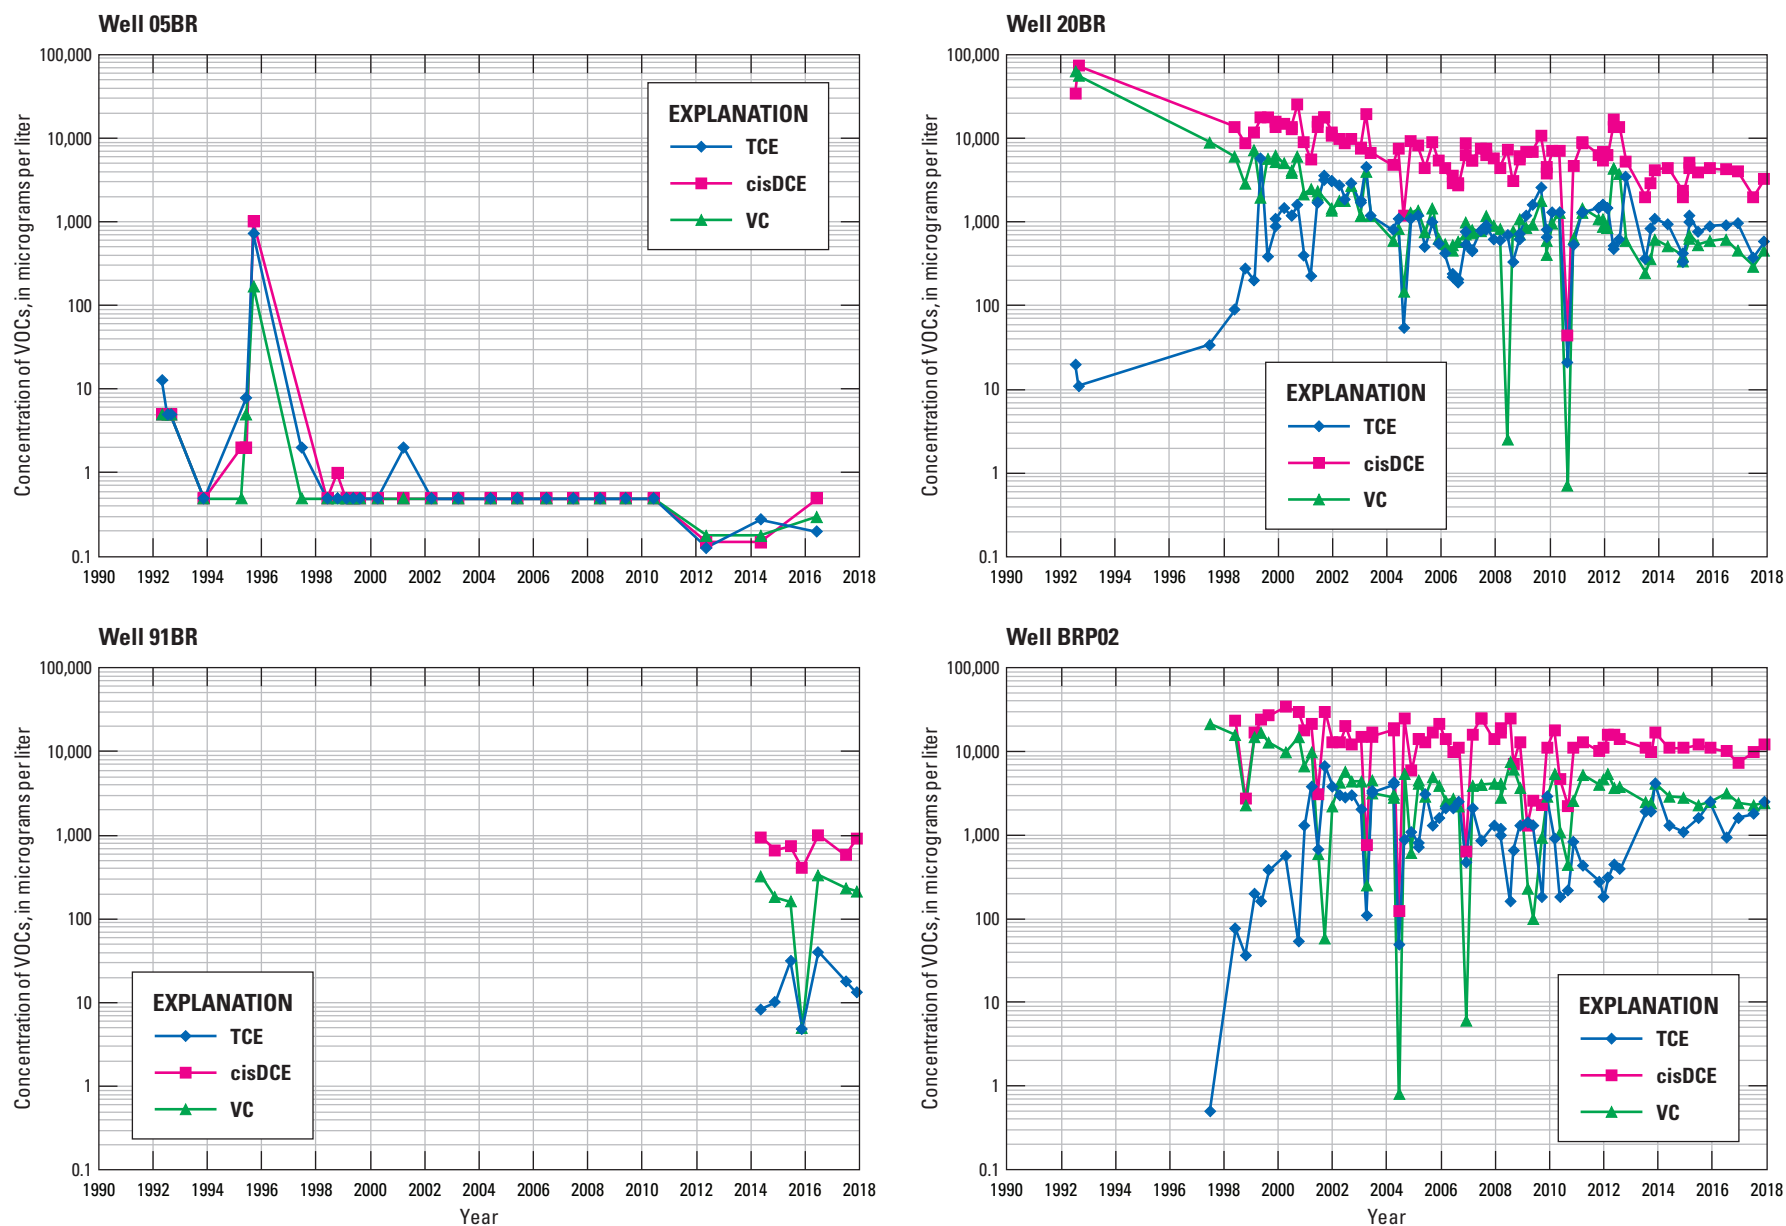 Well 05BR
Concentration of VOCs, in micrograms per liter
100,000
10,000
1,000
100
10
1
0.1
EXPLANATION
TCE
cisDCE
VC
1990 1992 1994 1996 1998 2000 2002 2004 2006 2008 2010 2012 2014 2016 2018
Well 20BR
Concentration of VOCs, in micrograms per liter
100,000
10,000
1,000
100
10
1
0.1
EXPLANATION
TCE
cisDCE
VC
1990 1992 1994 1996 1998 2000 2002 2004 2006 2008 2010 2012 2014 2016 2018
Well 91BR
Concentration of VOCs, in micrograms per liter
100,000
10,000
1,000
100
10
1
0.1
EXPLANATION
TCE
cisDCE
VC
1990 1992 1994 1996 1998 2000 2002 2004 2006 2008 2010 2012 2014 2016 2018
Year
Well BRP02
Concentration of VOCs, in micrograms per liter
100,000
10,000
1,000
100
10
1
0.1
EXPLANATION
TCE
cisDCE
VC
1990 1992 1994 1996 1998 2000 2002 2004 2006 2008 2010 2012 2014 2016 2018
Year